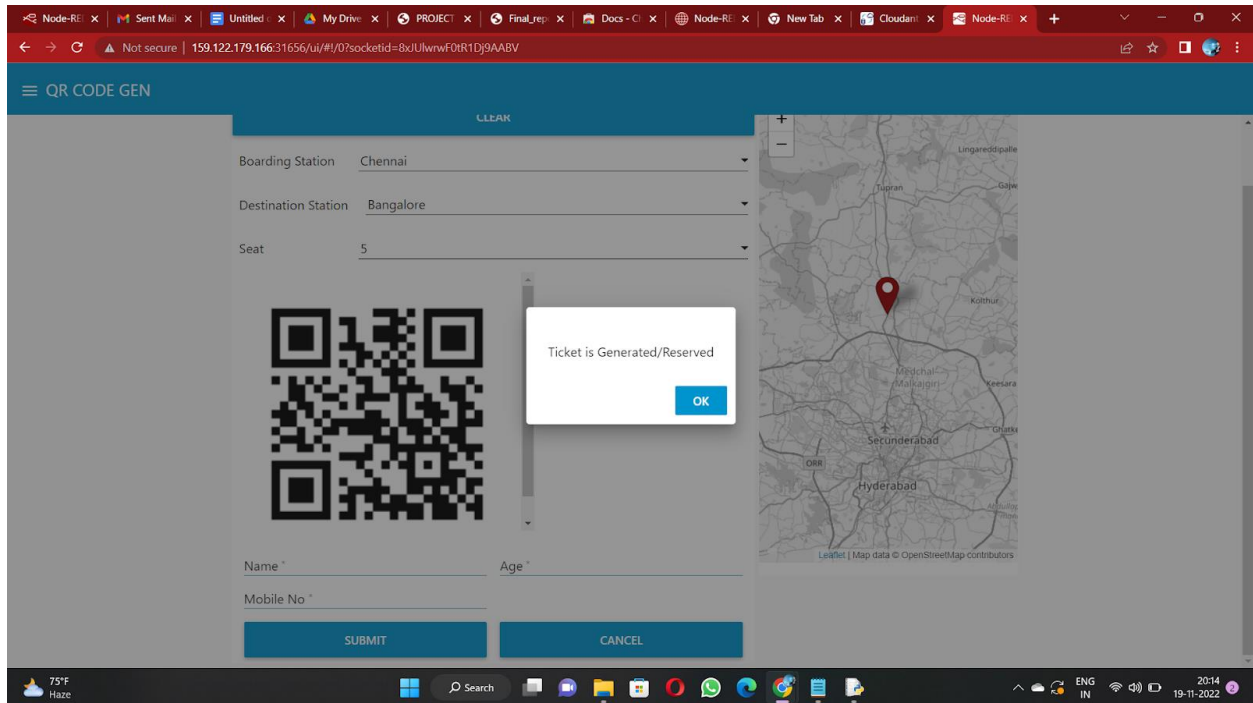 Node-RE
Sent Mail
Untitled
My Drive
PROJECT
Final_rep
Docs - Cl
Node-RE
New Tab
Cloudant
Node-RE
Not secure | 159.122.179.166:31656/ui/#!/0?socketid=8xJUlwrwF0tR1Dj9AABV
QR CODE GEN
CLEAR
Boarding Station Chennai
Destination Station Bangalore
Seat 5
Ticket is Generated/Reserved
OK
Name *
Age *
Mobile No *
SUBMIT
CANCEL
+
−
Lingareddipalle
Tupran
Gajw
Kolthur
Medchal
Malkajgiri
Keesara
Ghatke
Secunderabad
ORR
Hyderabad
Leaflet | Map data © OpenStreetMap contributors
75°F
Haze
Search
ENG
IN
20:14
19-11-2022
2